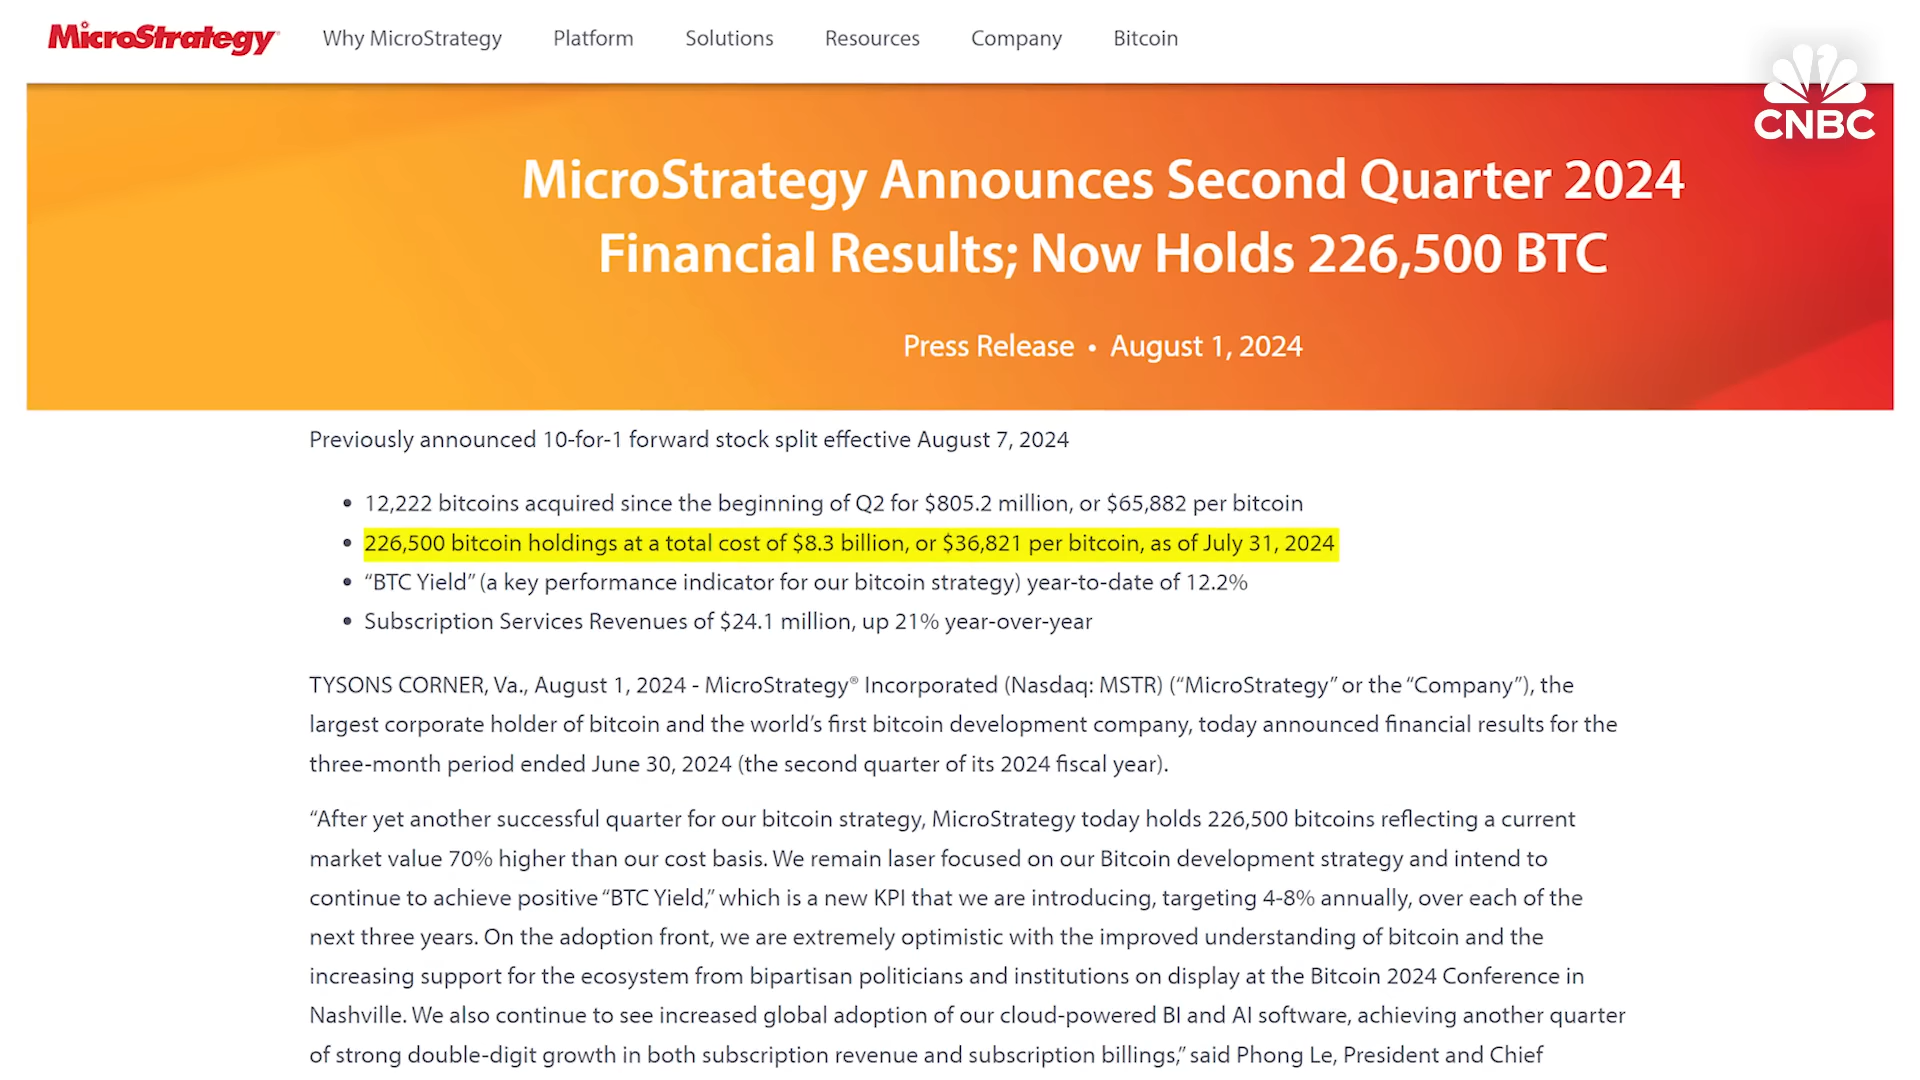 MicroStrategy Why MicroStrategy Platform Solutions Resources Company Bitcoin
CNBC
MicroStrategy Announces Second Quarter 2024
Financial Results; Now Holds 226,500 BTC
Press Release • August 1, 2024
Previously announced 10-for-1 forward stock split effective August 7, 2024
• 12,222 bitcoins acquired since the beginning of Q2 for $805.2 million, or $65,882 per bitcoin
• 226,500 bitcoin holdings at a total cost of $8.3 billion, or $36,821 per bitcoin, as of July 31, 2024
• “BTC Yield” (a key performance indicator for our bitcoin strategy) year-to-date of 12.2%
• Subscription Services Revenues of $24.1 million, up 21% year-over-year
TYSONS CORNER, Va., August 1, 2024 - MicroStrategy® Incorporated (Nasdaq: MSTR) (“MicroStrategy” or the “Company”), the
largest corporate holder of bitcoin and the world’s first bitcoin development company, today announced financial results for the
three-month period ended June 30, 2024 (the second quarter of its 2024 fiscal year).
“After yet another successful quarter for our bitcoin strategy, MicroStrategy today holds 226,500 bitcoins reflecting a current
market value 70% higher than our cost basis. We remain laser focused on our Bitcoin development strategy and intend to
continue to achieve positive “BTC Yield,” which is a new KPI that we are introducing, targeting 4-8% annually, over each of the
next three years. On the adoption front, we are extremely optimistic with the improved understanding of bitcoin and the
increasing support for the ecosystem from bipartisan politicians and institutions on display at the Bitcoin 2024 Conference in
Nashville. We also continue to see increased global adoption of our cloud-powered BI and AI software, achieving another quarter
of strong double-digit growth in both subscription revenue and subscription billings,” said Phong Le, President and Chief